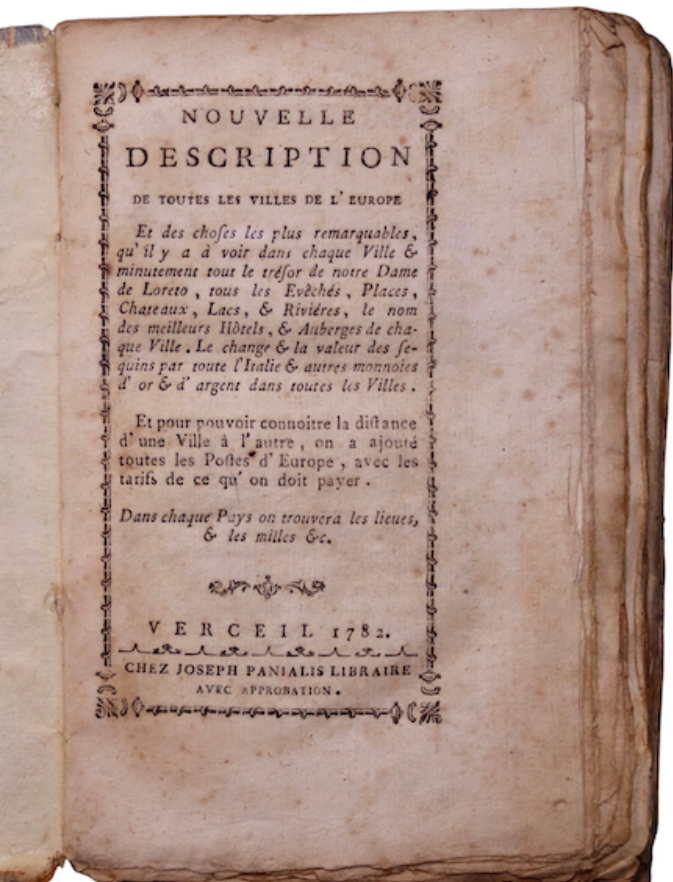 NOUVELLE
DESCRIPTION
DE TOUTES LES VILLES DE L' EUROPE
Et des choſes les plus remarquables,
qu'il y a à voir dans chaque Ville &
minutement tout le tréſor de notre Dame
de Loreto, tous les Evêchés, Places,
Chateaux, Lacs, & Riviéres, le nom
des meilleurs Hôtels, & Auberges de cha-
que Ville. Le change & la valeur des ſe-
quins par toute l'Italie & autres monnoies
d' or & d' argent dans toutes les Villes.
Et pour pouvoir connoitre la diſtance
d' une Ville à l' autre, on a ajouté
toutes les Poſtes d' Europe, avec les
tarifs de ce qu' on doit payer.
Dans chaque Pays on trouvera les lieues,
& les milles &c.
VERCEIL 1782.
CHEZ JOSEPH PANIALIS LIBRAIRE
AVEC APPROBATION.